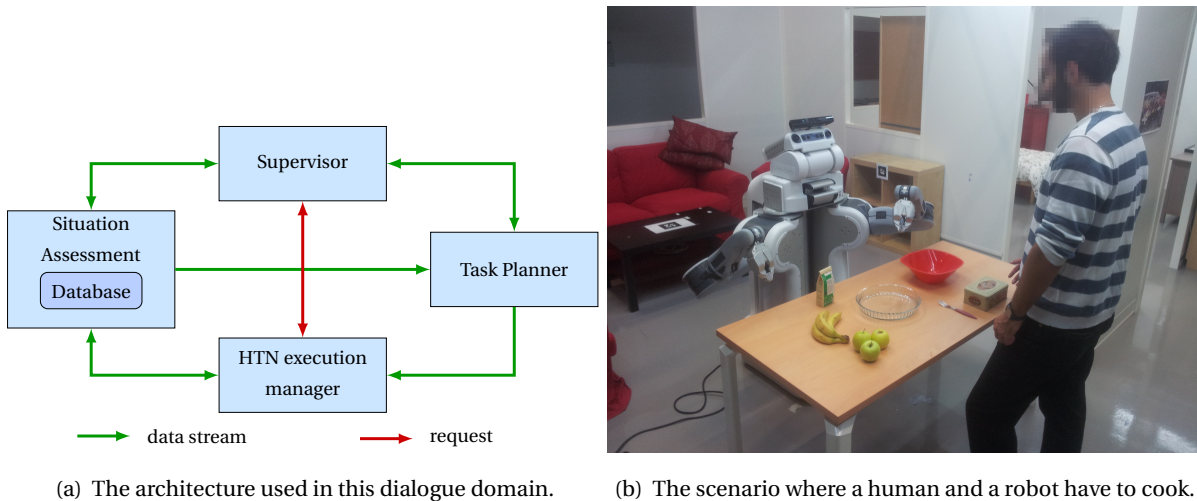 Supervisor
Situation
Assessment
Database
Task Planner
HTN execution
manager
data stream
request
(a) The architecture used in this dialogue domain.
(b) The scenario where a human and a robot have to cook.